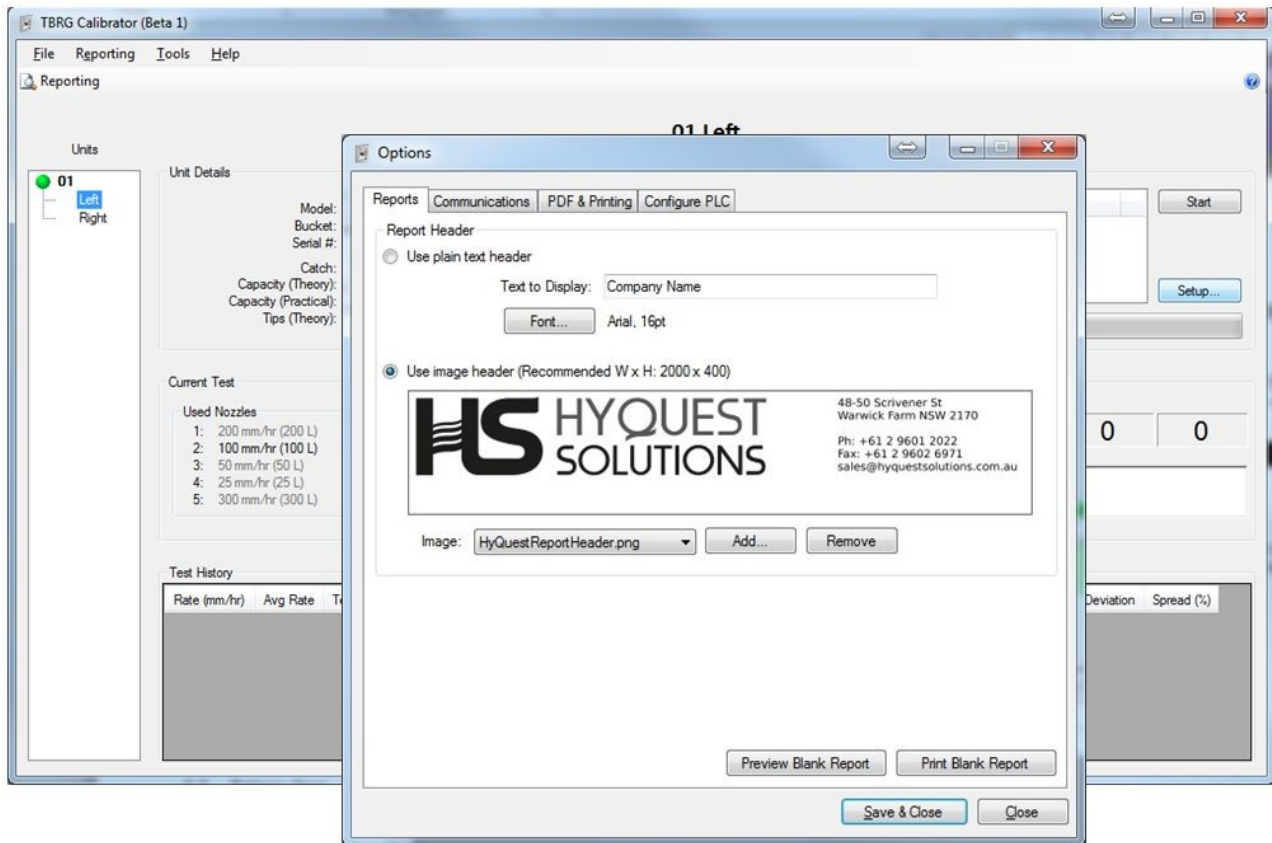 TBRG Calibrator (Beta 1)
File Reporting Tools Help
Reporting
01 Left
Units
01
Left
Right
Unit Details
Model:
Bucket:
Serial #:
Catch:
Capacity (Theory):
Capacity (Practical):
Tips (Theory):
Start
Setup...
Current Test
Used Nozzles
1: 200 mm/hr (200 L)
2: 100 mm/hr (100 L)
3: 50 mm/hr (50 L)
4: 25 mm/hr (25 L)
5: 300 mm/hr (300 L)
0 0
Test History
Rate (mm/hr) Avg Rate
Deviation Spread (%)
Options
Reports Communications PDF & Printing Configure PLC
Report Header
Use plain text header
Text to Display: Company Name
Font... Arial, 16pt
Use image header (Recommended W x H: 2000 x 400)
HS HYQUEST
SOLUTIONS
48-50 Scrivener St
Warwick Farm NSW 2170
Ph: +61 2 9601 2022
Fax: +61 2 9602 6971
sales@hyquestsolutions.com.au
Image: HyQuestReportHeader.png Add... Remove
Preview Blank Report Print Blank Report
Save & Close Close